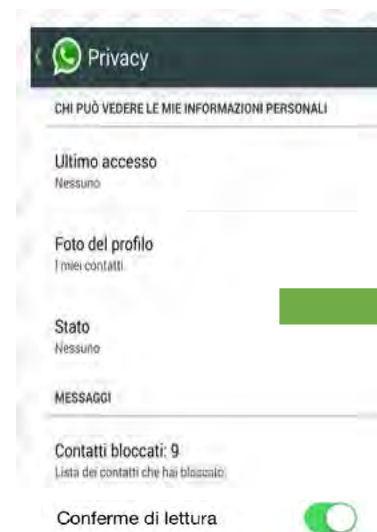 Privacy
CHI PUÒ VEDERE LE MIE INFORMAZIONI PERSONALI
Ultimo accesso
Nessuno
Foto del profilo
I miei contatti
Stato
Nessuno
MESSAGGI
Contatti bloccati: 9
Lista dei contatti che hai bloccato
Conferme di lettura